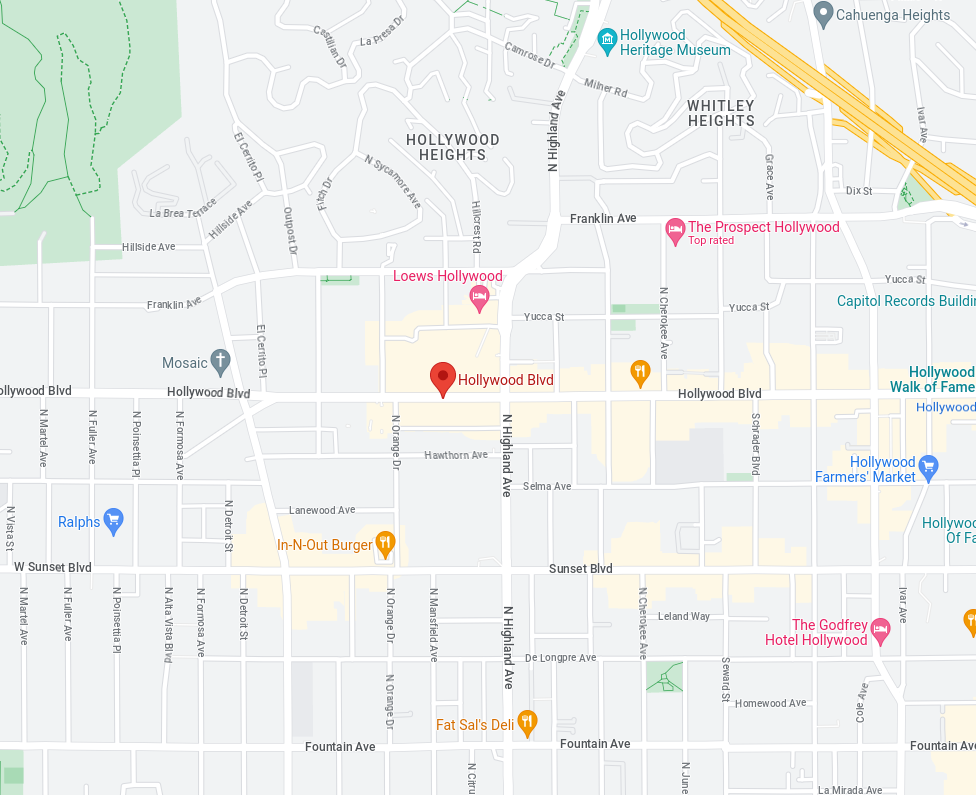 Cahuenga Heights
La Presa Dr
Castilian Dr
Hollywood
Heritage Museum
Camrose Dr
Milner Rd
N Highland Ave
WHITLEY
HEIGHTS
Ivar Ave
HOLLYWOOD
HEIGHTS
El Cerrito Pl
N Sycamore Ave
Grace Ave
Fitch Dr
Dix St
La Brea Terrace
Hillside Ave
Outpost Dr
Hillcrest Rd
Franklin Ave
The Prospect Hollywood
Top rated
Hillside Ave
Loews Hollywood
Yucca St
Franklin Ave
Yucca St
Yucca St
Capitol Records Buildin
N Cherokee Ave
El Cerrito Pl
Mosaic
Hollywood Blvd
Hollywood
Walk of Fame
ollywood Blvd
Hollywood Blvd
Hollywood Blvd
Hollywood
N Martel Ave
N Fuller Ave
N Poinsettia Pl
N Formosa Ave
N Orange Dr
N Highland Ave
Schrader Blvd
Hawthorn Ave
Hollywood
Farmers' Market
Selma Ave
N Vista St
Ralphs
N Detroit St
Lanewood Ave
Hollywoo
Of Fa
In-N-Out Burger
W Sunset Blvd
Sunset Blvd
N Martel Ave
N Fuller Ave
N Poinsettia Pl
N Alta Vista Blvd
N Formosa Ave
N Detroit St
N Orange Dr
N Mansfield Ave
N Highland Ave
N Cherokee Ave
Leland Way
Ivar Ave
The Godfrey
Hotel Hollywood
De Longpre Ave
Seward St
N Orange Dr
Homewood Ave
Cole Ave
Fat Sal's Deli
Fountain Ave
Fountain Ave
Fountain Ave
N Citru
N June
La Mirada Ave